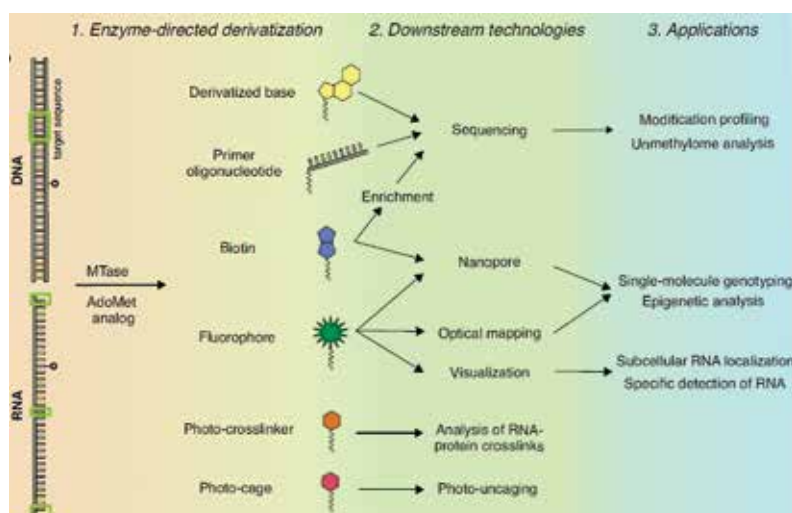 1. Enzyme-directed derivatization
2. Downstream technologies
3. Applications
DNA
target sequence
RNA
MTase
AdoMet
analog
Derivatized base
Primer
oligonucleotide
Biotin
Fluorophore
Photo-crosslinker
Photo-cage
Sequencing
Enrichment
Nanopore
Optical mapping
Visualization
Analysis of RNA-
protein crosslinks
Photo-uncaging
Modification profiling
Unmethylome analysis
Single-molecule genotyping
Epigenetic analysis
Subcellular RNA localization
Specific detection of RNA